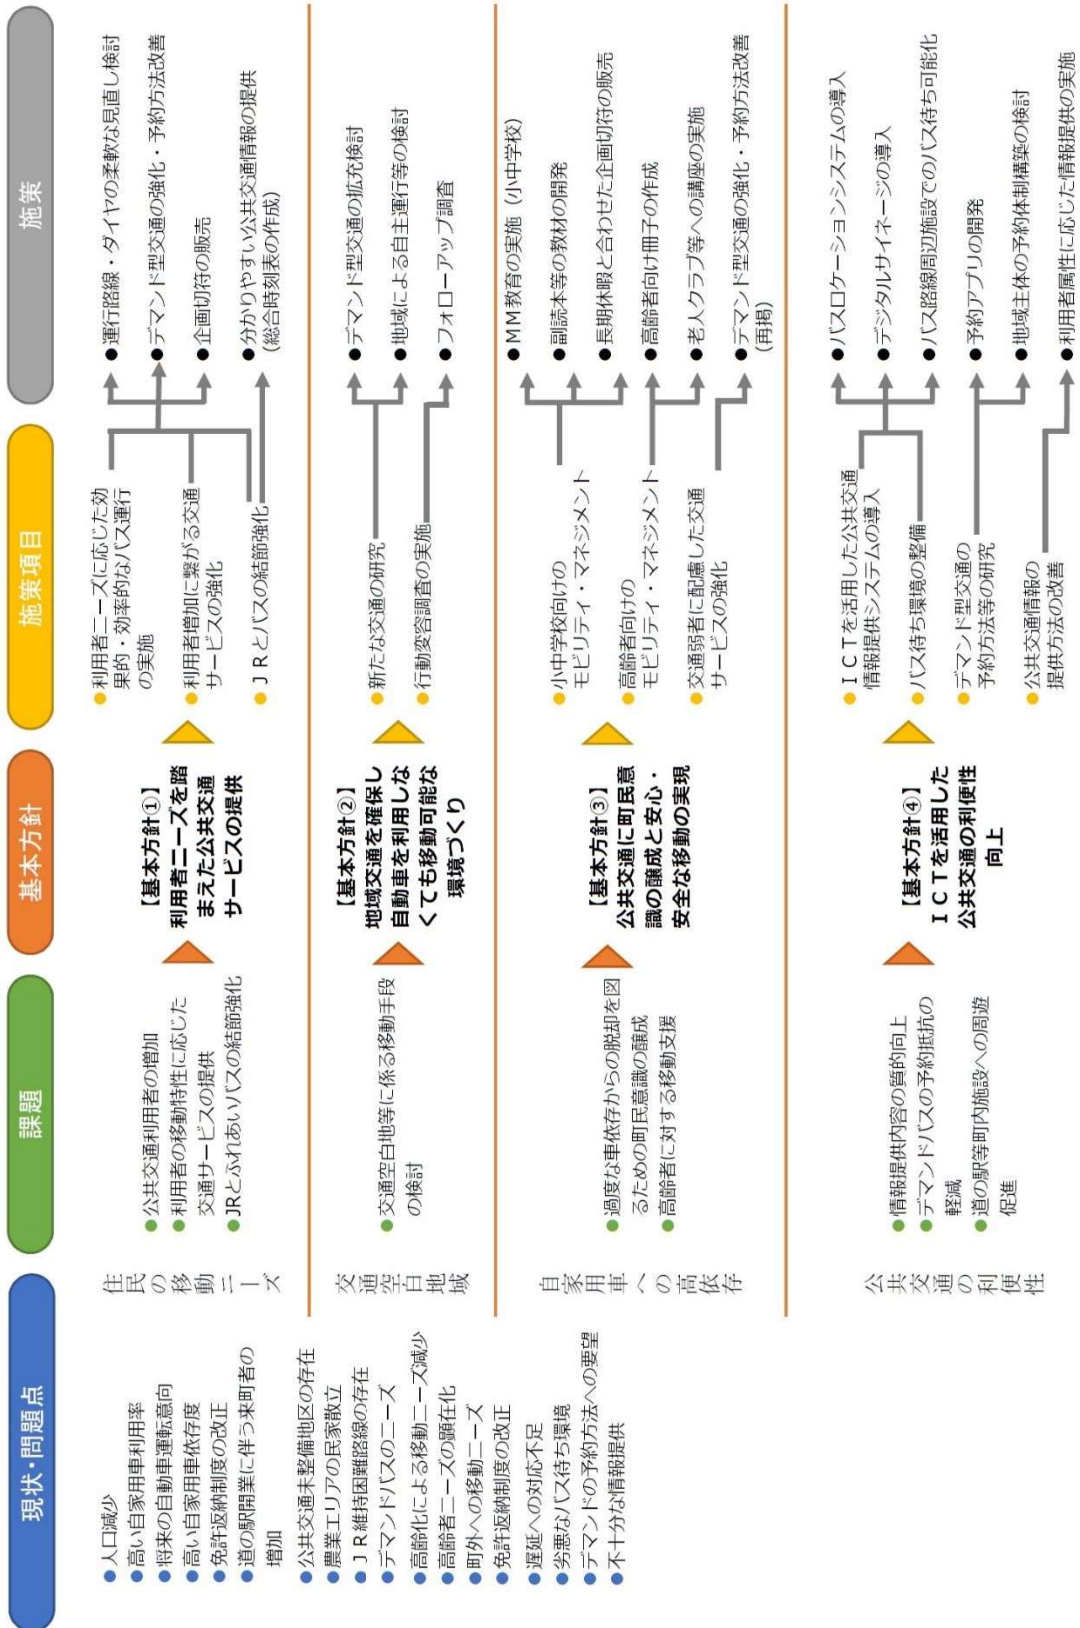 現状・問題点
課題
基本方針
施策項目
施策
●人口減少
●高い自家用車利用率
●将来の自動車運転意向
●高い自家用車依存度
●免許返納制度の改正
●道の駅開業に伴う来町者の
増加
●公共交通未整備地区の存在
●農業エリアの民家散立
●ＪＲ維持困難路線の存在
●デマンドバスのニーズ
●高齢化による移動ニーズ減少
●高齢者ニーズの顕在化
●町外への移動ニーズ
●免許返納制度の改正
●遅延への対応不足
●劣悪なバス待ち環境
●デマンドの予約方法への要望
●不十分な情報提供
住民の移動ニーズ
●公共交通利用者の増加
●利用者の移動特性に応じた
交通サービスの提供
●JRとふれあいバスの結節強化
【基本方針①】
利用者ニーズを踏
まえた公共交通
サービスの提供
●利用者ニーズに応じた効
果的・効率的なバス運行
の実施
●利用者増加に繋がる交通
サービスの強化
●ＪＲとバスの結節強化
●運行路線・ダイヤの柔軟な見直し検討
●デマンド型交通の強化・予約方法改善
●企画切符の販売
●分かりやすい公共交通情報の提供
(総合時刻表の作成)
交通空白地域
●交通空白地等に係る移動手段
の検討
【基本方針②】
地域交通を確保し
自動車を利用しな
くても移動可能な
環境づくり
●新たな交通の研究
●行動変容調査の実施
●デマンド型交通の拡充検討
●地域による自主運行等の検討
●フォローアップ調査
自家用車への高依存
●過度な車依存からの脱却を図
るための町民意識の醸成
●高齢者に対する移動支援
【基本方針③】
公共交通に町民意
識の醸成と安心・
安全な移動の実現
●小中学校向けの
モビリティ・マネジメント
●高齢者向けの
モビリティ・マネジメント
●交通弱者に配慮した交通
サービスの強化
●ＭＭ教育の実施（小中学校）
●副読本等の教材の開発
●長期休暇と合わせた企画切符の販売
●高齢者向け冊子の作成
●老人クラブ等への講座の実施
●デマンド型交通の強化・予約方法改善
(再掲)
公共交通の利便性
●情報提供内容の質的向上
●デマンドバスの予約抵抗の
軽減
●道の駅等町内施設への周遊
促進
【基本方針④】
ＩＣＴを活用した
公共交通の利便性
向上
●ＩＣＴを活用した公共交通
情報提供システムの導入
●バス待ち環境の整備
●デマンド型交通の
予約方法等の研究
●公共交通情報の
提供方法の改善
●バスロケーションシステムの導入
●デジタルサイネージの導入
●バス路線周辺施設でのバス待ち可能化
●予約アプリの開発
●地域主体の予約体制構築の検討
●利用者属性に応じた情報提供の実施